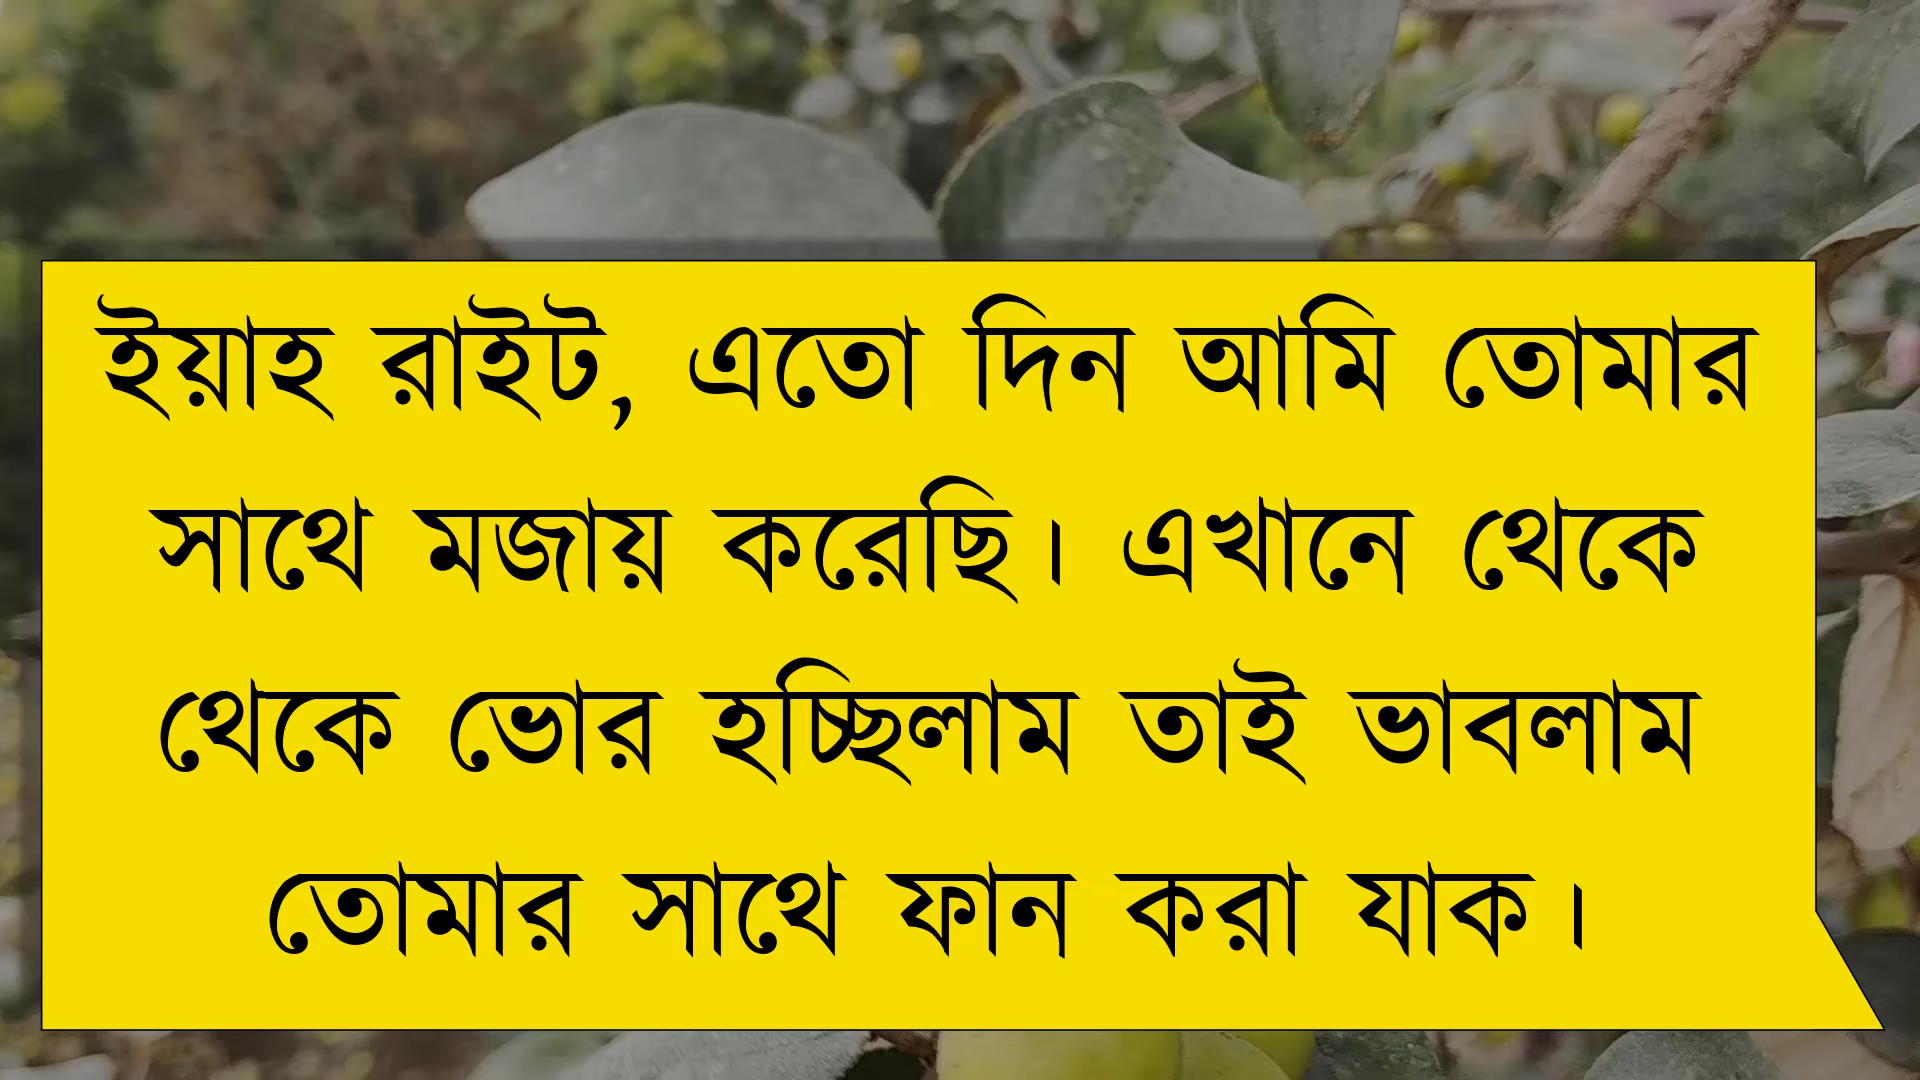 ইয়াহ রাইট, এতো দিন আমি তোমার
সাথে মজায় করেছি। এখানে থেকে
থেকে ভোর হচ্ছিলাম তাই ভাবলাম
তোমার সাথে ফান করা যাক।